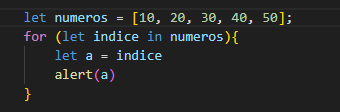 let numeros = [10, 20, 30, 40, 50];
for (let indice in numeros){
    let a = indice
    alert(a)
}